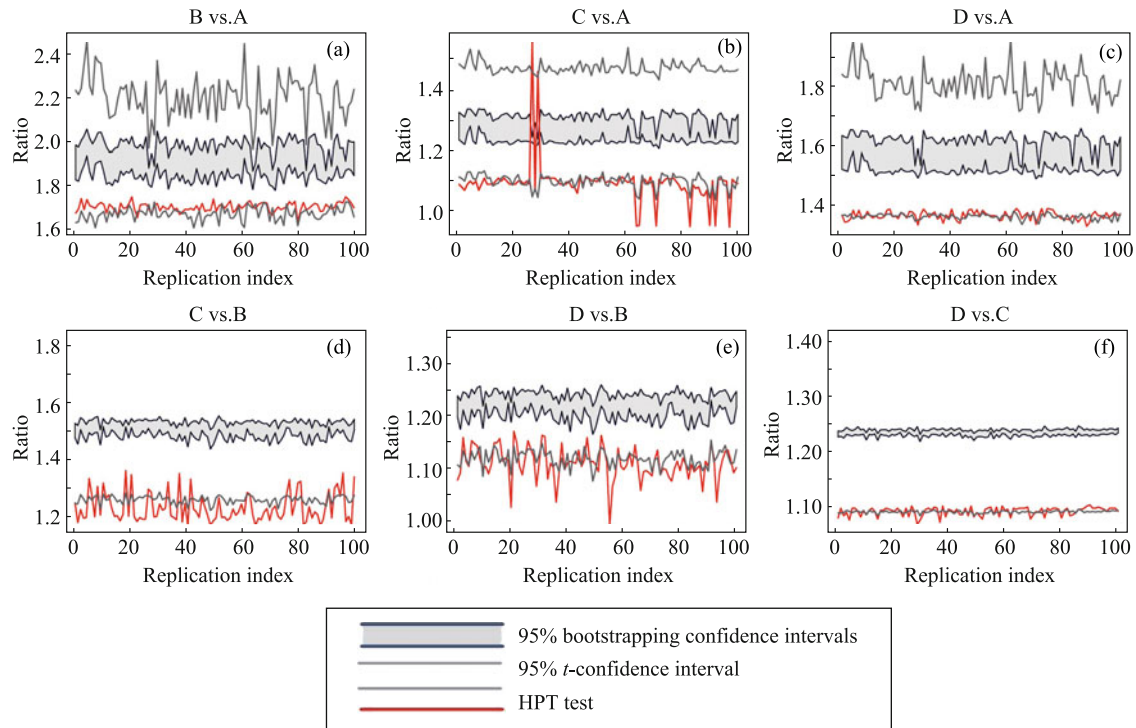 B vs.A
C vs.A
D vs.A
(a)
(b)
(c)
Ratio
2.4
2.2
2.0
1.8
1.6
0 20 40 60 80 100
Replication index
Ratio
1.4
1.2
1.0
0 20 40 60 80 100
Replication index
Ratio
1.8
1.6
1.4
0 20 40 60 80 100
Replication index
C vs.B
D vs.B
D vs.C
(d)
(e)
(f)
Ratio
1.8
1.6
1.4
1.2
0 20 40 60 80 100
Replication index
Ratio
1.30
1.20
1.10
1.00
0 20 40 60 80 100
Replication index
Ratio
1.40
1.30
1.20
1.10
0 20 40 60 80 100
Replication index
95% bootstrapping confidence intervals
95% t-confidence interval
HPT test